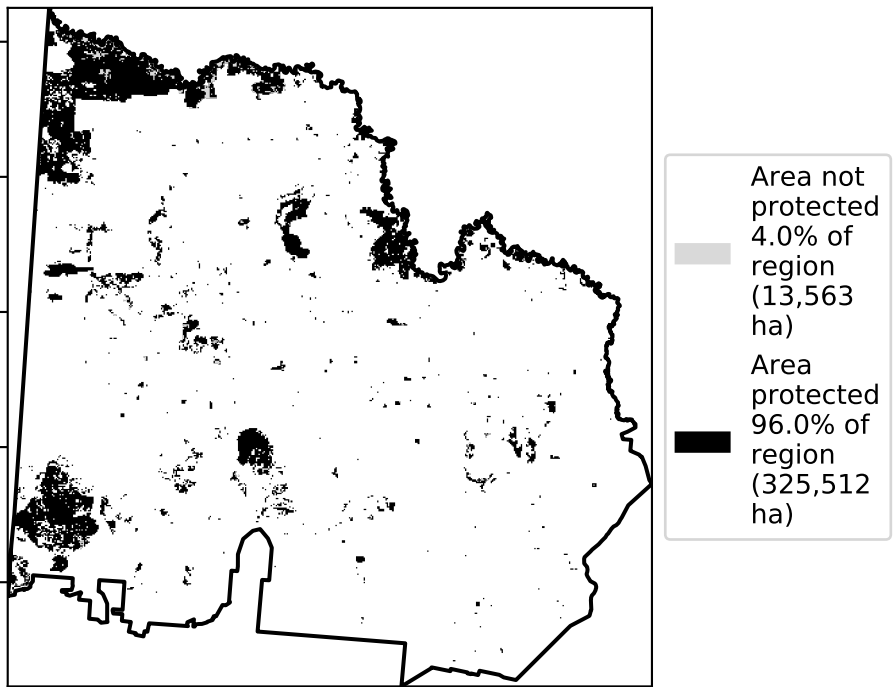 Area not
protected
4.0% of
region
(13,563
ha)
Area
protected
96.0% of
region
(325,512
ha)